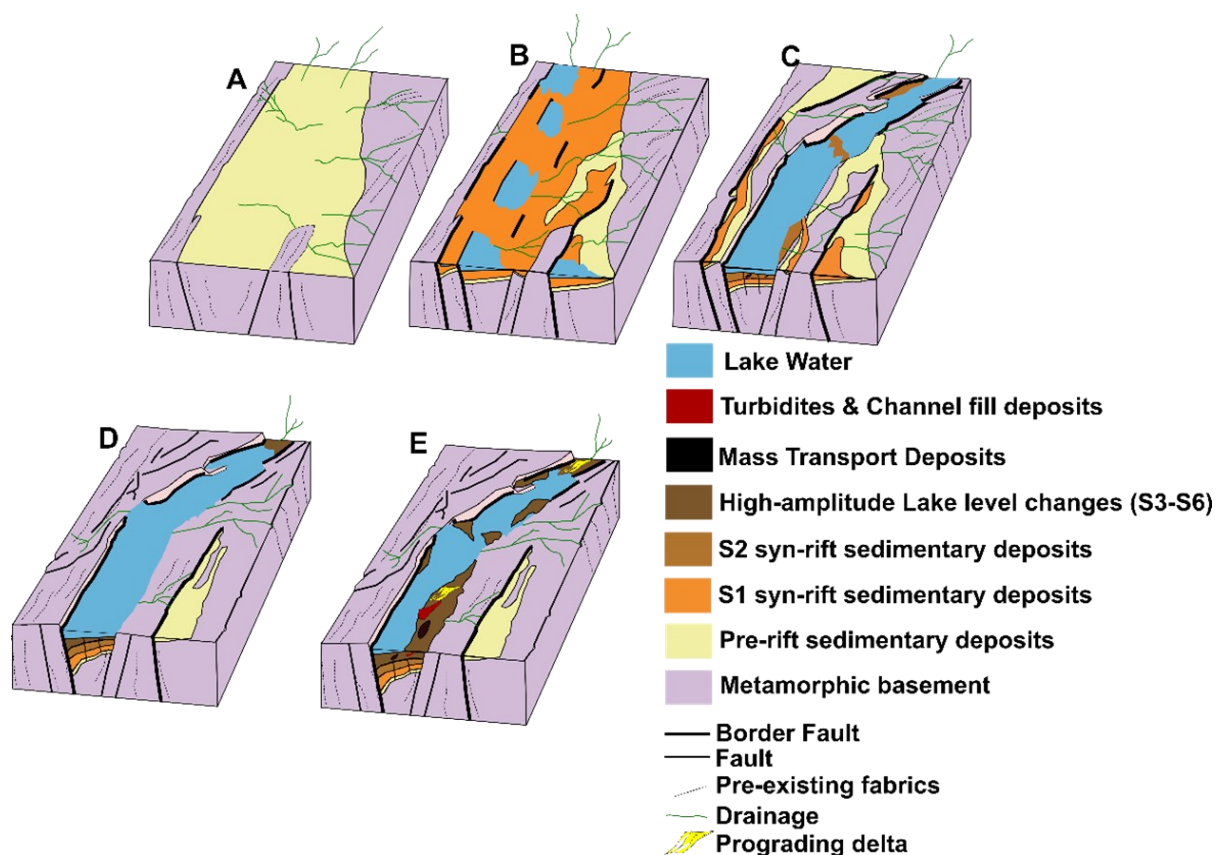 A
B
C
D
E
Lake Water
Turbidites & Channel fill deposits
Mass Transport Deposits
High-amplitude Lake level changes (S3-S6)
S2 syn-rift sedimentary deposits
S1 syn-rift sedimentary deposits
Pre-rift sedimentary deposits
Metamorphic basement
Border Fault
Fault
Pre-existing fabrics
Drainage
Prograding delta